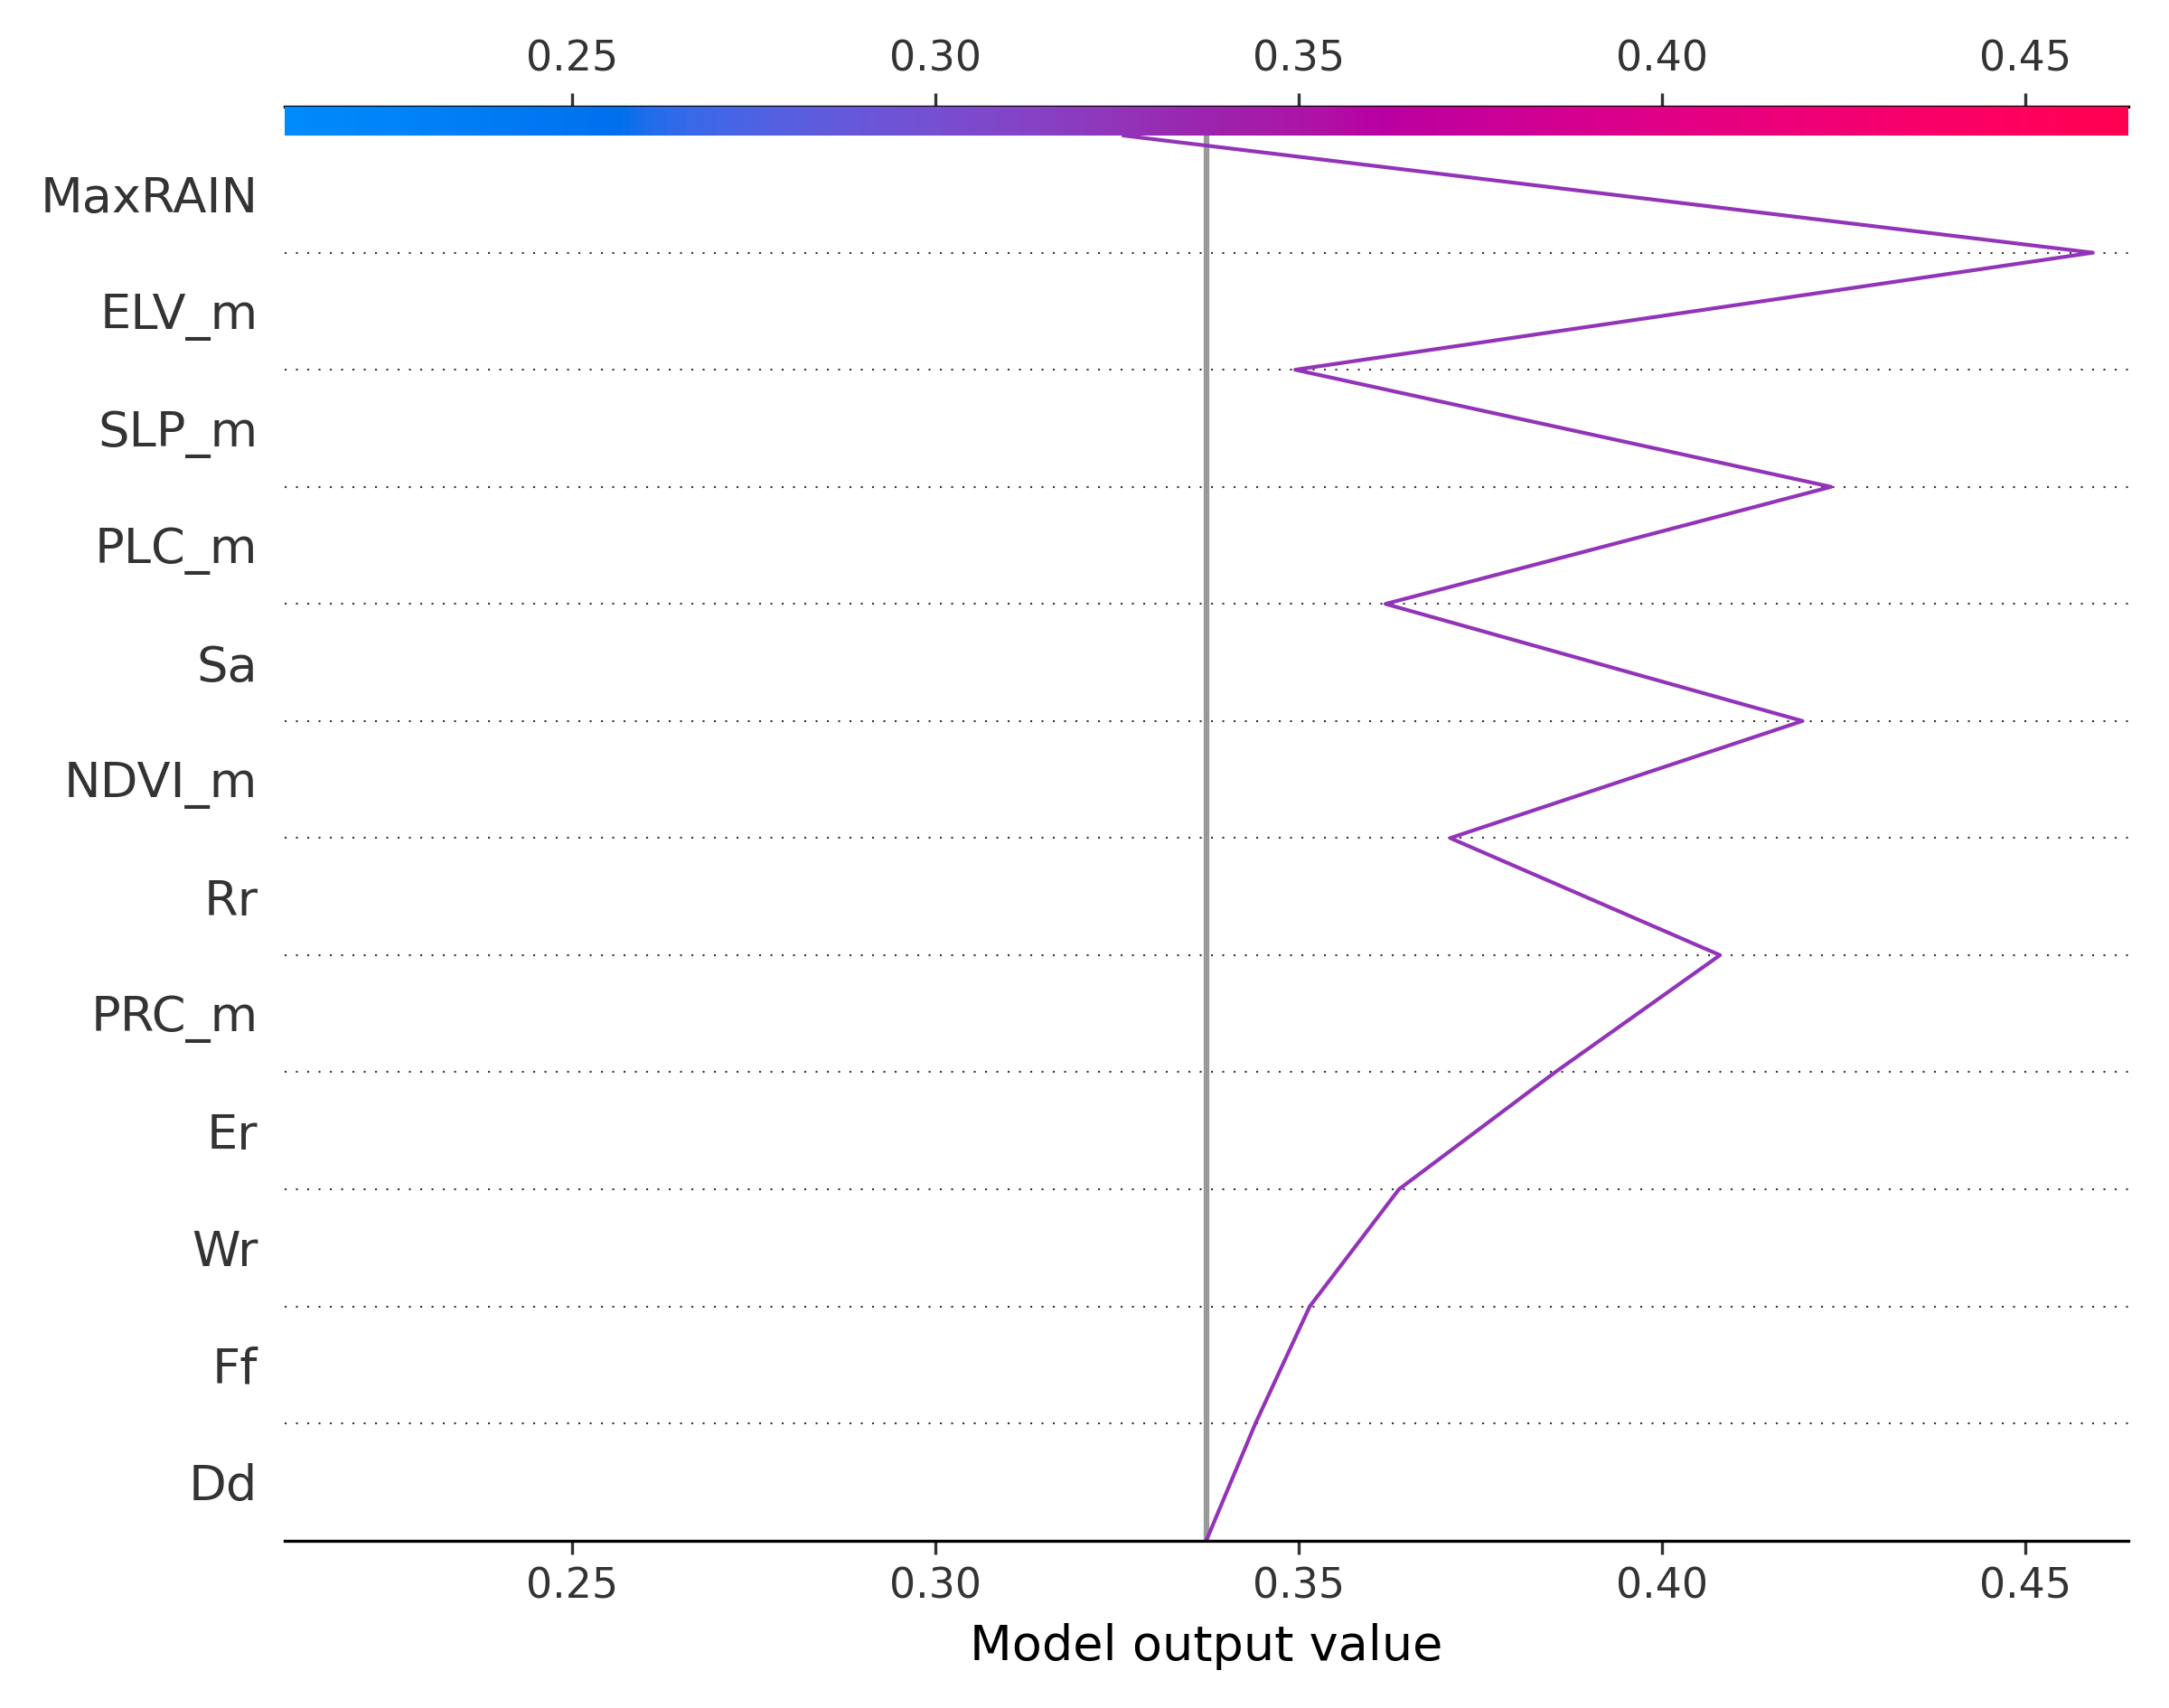 0.25 0.30 0.35 0.40 0.45
MaxRAIN
ELV_m
SLP_m
PLC_m
Sa
NDVI_m
Rr
PRC_m
Er
Wr
Ff
Dd
0.25 0.30 0.35 0.40 0.45
Model output value